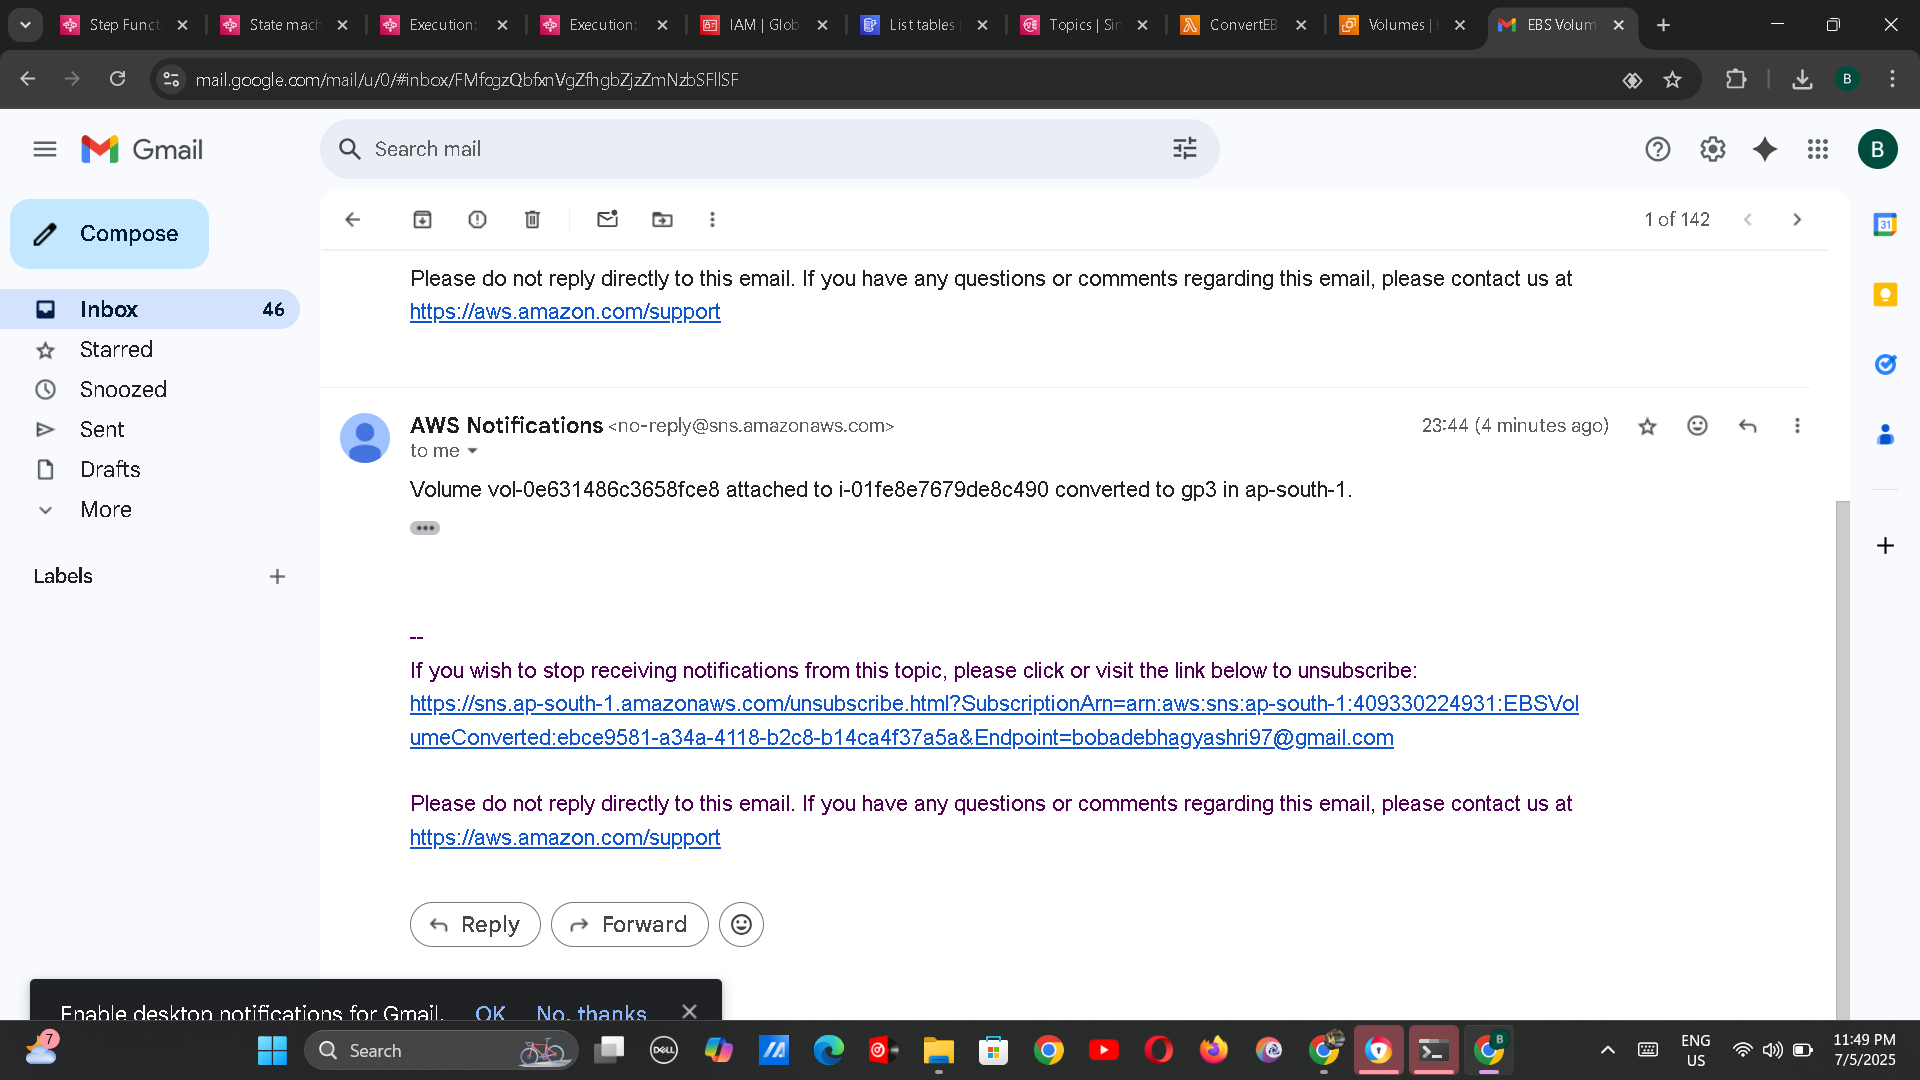 Step Funct
State mach
Execution:
Execution:
IAM | Glob
List tables
Topics | Sim
ConvertEB
Volumes |
EBS Volum
mail.google.com/mail/u/0/#inbox/FMfcgzQbfxnVgZfhgbZjzZmNzbSFllSF
B
Gmail
Search mail
B
Compose
1 of 142
Inbox 46
Starred
Snoozed
Sent
Drafts
More
Labels
Please do not reply directly to this email. If you have any questions or comments regarding this email, please contact us at
https://aws.amazon.com/support
AWS Notifications <no-reply@sns.amazonaws.com>
23:44 (4 minutes ago)
to me
Volume vol-0e631486c3658fce8 attached to i-01fe8e7679de8c490 converted to gp3 in ap-south-1.
--
If you wish to stop receiving notifications from this topic, please click or visit the link below to unsubscribe:
https://sns.ap-south-1.amazonaws.com/unsubscribe.html?SubscriptionArn=arn:aws:sns:ap-south-1:409330224931:EBSVol
umeConverted:ebce9581-a34a-4118-b2c8-b14ca4f37a5a&Endpoint=bobadebhagyashri97@gmail.com
Please do not reply directly to this email. If you have any questions or comments regarding this email, please contact us at
https://aws.amazon.com/support
Reply
Forward
Enable desktop notifications for Gmail. OK No, thanks
31
7
Search
DELL
B
ENG
US
11:49 PM
7/5/2025